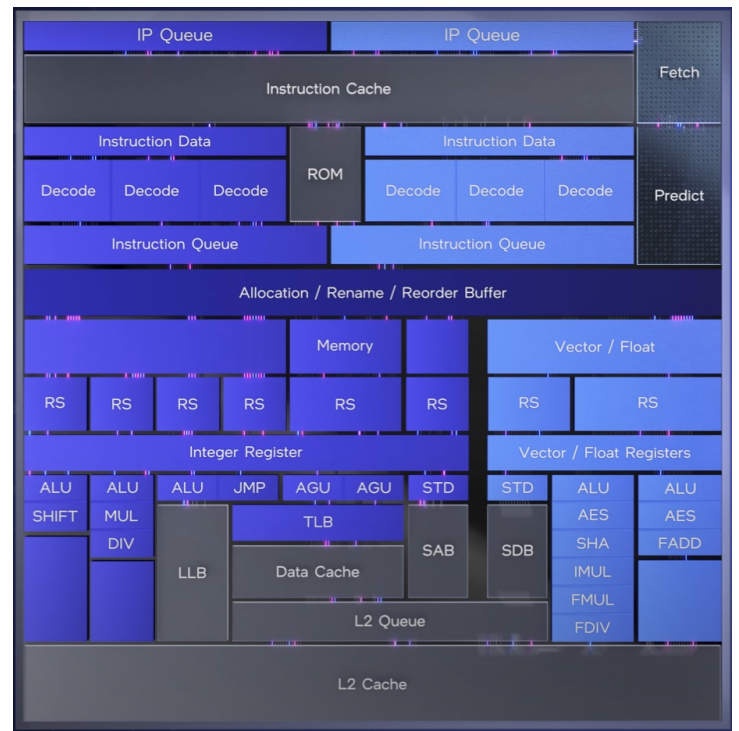 IP Queue
IP Queue
Fetch
Instruction Cache
Instruction Data
ROM
Instruction Data
Decode
Decode
Decode
Decode
Decode
Decode
Predict
Instruction Queue
Instruction Queue
Allocation / Rename / Reorder Buffer
Memory
Vector / Float
RS
RS
RS
RS
RS
RS
RS
RS
Integer Register
Vector / Float Registers
ALU
ALU
ALU
JMP
AGU
AGU
STD
STD
ALU
ALU
SHIFT
MUL
TLB
AES
AES
DIV
LLB
Data Cache
SAB
SDB
SHA
FADD
IMUL
FMUL
L2 Queue
FDIV
L2 Cache